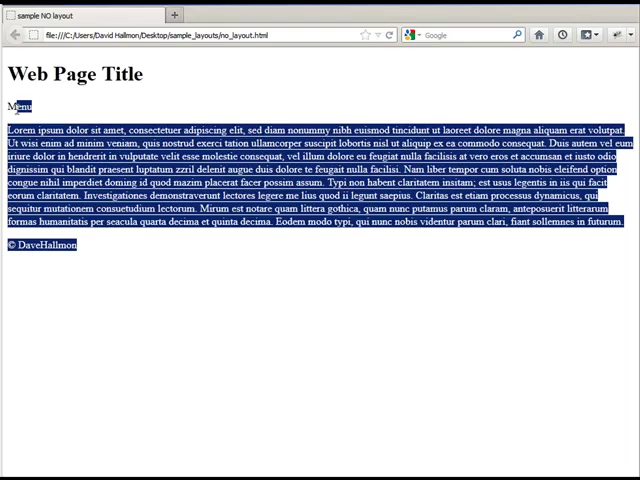 sample NO layout
file:///C:/Users/David Hallmon/Desktop/sample_layouts/no_layout.html
Google
Web Page Title
Menu
Lorem ipsum dolor sit amet, consectetuer adipiscing elit, sed diam nonummy nibh euismod tincidunt ut laoreet dolore magna aliquam erat volutpat.
Ut wisi enim ad minim veniam, quis nostrud exerci tation ullamcorper suscipit lobortis nisl ut aliquip ex ea commodo consequat. Duis autem vel eum
iriure dolor in hendrerit in vulputate velit esse molestie consequat, vel illum dolore eu feugiat nulla facilisis at vero eros et accumsan et iusto odio
dignissim qui blandit praesent luptatum zzril delenit augue duis dolore te feugait nulla facilisi. Nam liber tempor cum soluta nobis eleifend option
congue nihil imperdiet doming id quod mazim placerat facer possim assum. Typi non habent claritatem insitam; est usus legentis in iis qui facit
eorum claritatem. Investigationes demonstraverunt lectores legere me lius quod ii legunt saepius. Claritas est etiam processus dynamicus, qui
sequitur mutationem consuetudium lectorum. Mirum est notare quam littera gothica, quam nunc putamus parum claram, anteposuerit litterarum
formas humanitatis per seacula quarta decima et quinta decima. Eodem modo typi, qui nunc nobis videntur parum clari, fiant sollemnes in futurum.
© DaveHallmon